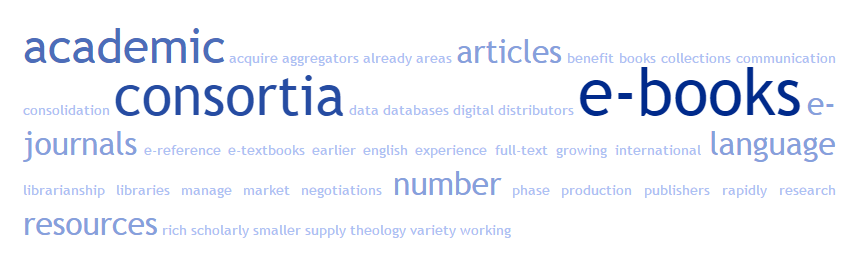 academic acquire aggregators already areas articles benefit books collections communication
consolidation consortia data databases digital distributors e-books e-
journals e-reference e-textbooks earlier english experience full-text growing international language
librarianship libraries manage market negotiations number phase production publishers rapidly research
resources rich scholarly smaller supply theology variety working